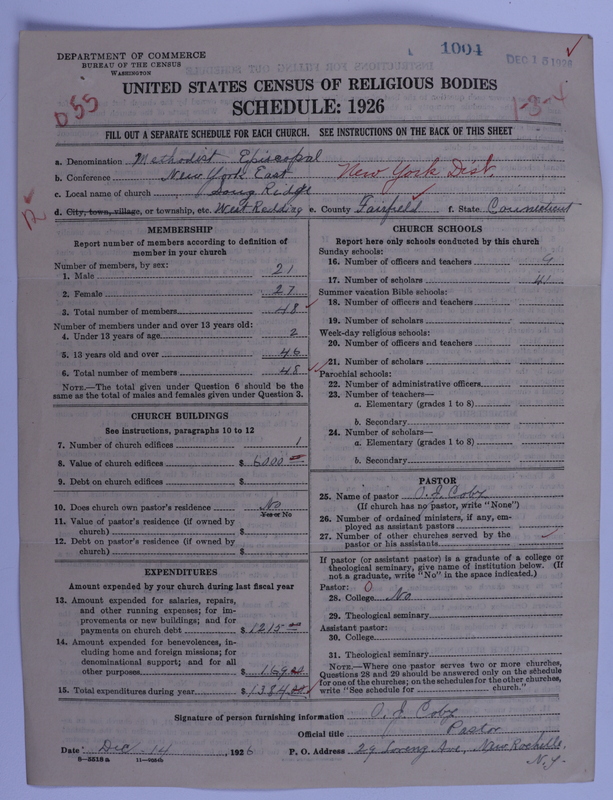 1004
DEC 15 1926
DEPARTMENT OF COMMERCE
BUREAU OF THE CENSUS
WASHINGTON
UNITED STATES CENSUS OF RELIGIOUS BODIES
SCHEDULE: 1926
D55
1-3-
FILL OUT A SEPARATE SCHEDULE FOR EACH CHURCH. SEE INSTRUCTIONS ON THE BACK OF THIS SHEET
a. Denomination Methodist Episcopal
b. Conference New York East New York Dist.
c. Local name of church Long Ridge
d. City, town, village, or township, etc. West Redding e. County Fairfield f. State Connecticut
MEMBERSHIP
Report number of members according to definition of
member in your church
Number of members, by sex:
1. Male 21
2. Female 27
3. Total number of members 48
Number of members under and over 13 years old:
4. Under 13 years of age 2
5. 13 years old and over 46
6. Total number of members 48
NOTE.—The total given under Question 6 should be the
same as the total of males and females given under Question 3.
CHURCH BUILDINGS
See instructions, paragraphs 10 to 12
7. Number of church edifices 1
8. Value of church edifices $ 6000
9. Debt on church edifices $
10. Does church own pastor's residence No
Yes or No
11. Value of pastor's residence (if owned by
church) $
12. Debt on pastor's residence (if owned by
church) $
EXPENDITURES
Amount expended by your church during last fiscal year
13. Amount expended for salaries, repairs,
and other running expenses; for im-
provements or new buildings; and for
payments on church debt $ 1215.00
14. Amount expended for benevolences, in-
cluding home and foreign missions; for
denominational support; and for all
other purposes $ 169.00
15. Total expenditures during year $ 1384.00
CHURCH SCHOOLS
Report here only schools conducted by this church
Sunday schools:
16. Number of officers and teachers 9
17. Number of scholars 41
Summer vacation Bible schools:
18. Number of officers and teachers
19. Number of scholars
Week-day religious schools:
20. Number of officers and teachers
21. Number of scholars
Parochial schools:
22. Number of administrative officers
23. Number of teachers—
a. Elementary (grades 1 to 8)
b. Secondary
24. Number of scholars—
a. Elementary (grades 1 to 8)
b. Secondary
PASTOR
25. Name of pastor O. J. Coby
(If church has no pastor, write "None")
26. Number of ordained ministers, if any, em-
ployed as assistant pastors
27. Number of other churches served by the
pastor or his assistants
If pastor (or assistant pastor) is a graduate of a college or
theological seminary, give name of institution below. (If
not a graduate, write "No" in the space indicated.)
Pastor: 0
28. College No
29. Theological seminary
Assistant pastor:
30. College
31. Theological seminary
NOTE.—Where one pastor serves two or more churches,
Questions 28 and 29 should be answered only on the schedule
for one of the churches; on the schedules for the other churches,
write "See schedule for church."
Signature of person furnishing information O. J. Coby
Official title Pastor
Date Dec. 14 1926 P. O. Address 29 Loring Ave, New Rochelle,
N.Y.
8-5518a